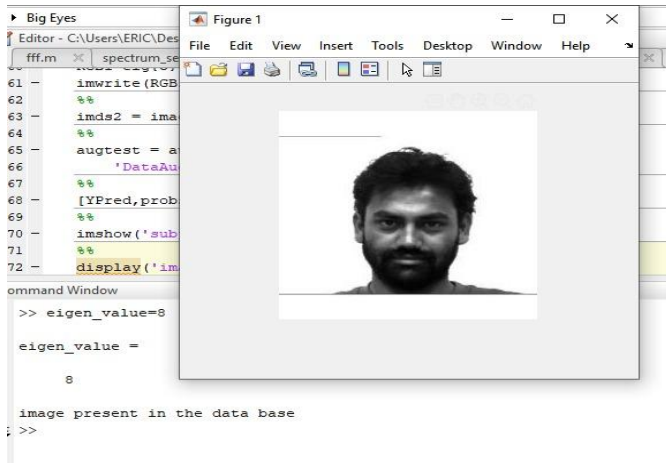 Big Eyes
Editor - C:\Users\ERIC\Des
fff.m
spectrum_se
61 - imwrite(RGB
62 %%
63 - imds2 = ima
64 %%
65 - augtest = a
66 'DataAu
67 %%
68 - [YPred,prob
69 %%
70 - imshow('sub
71 %%
72 - display('im
Figure 1
File Edit View Insert Tools Desktop Window Help
ommand Window
>> eigen_value=8
eigen_value =
8
image present in the data base
>>